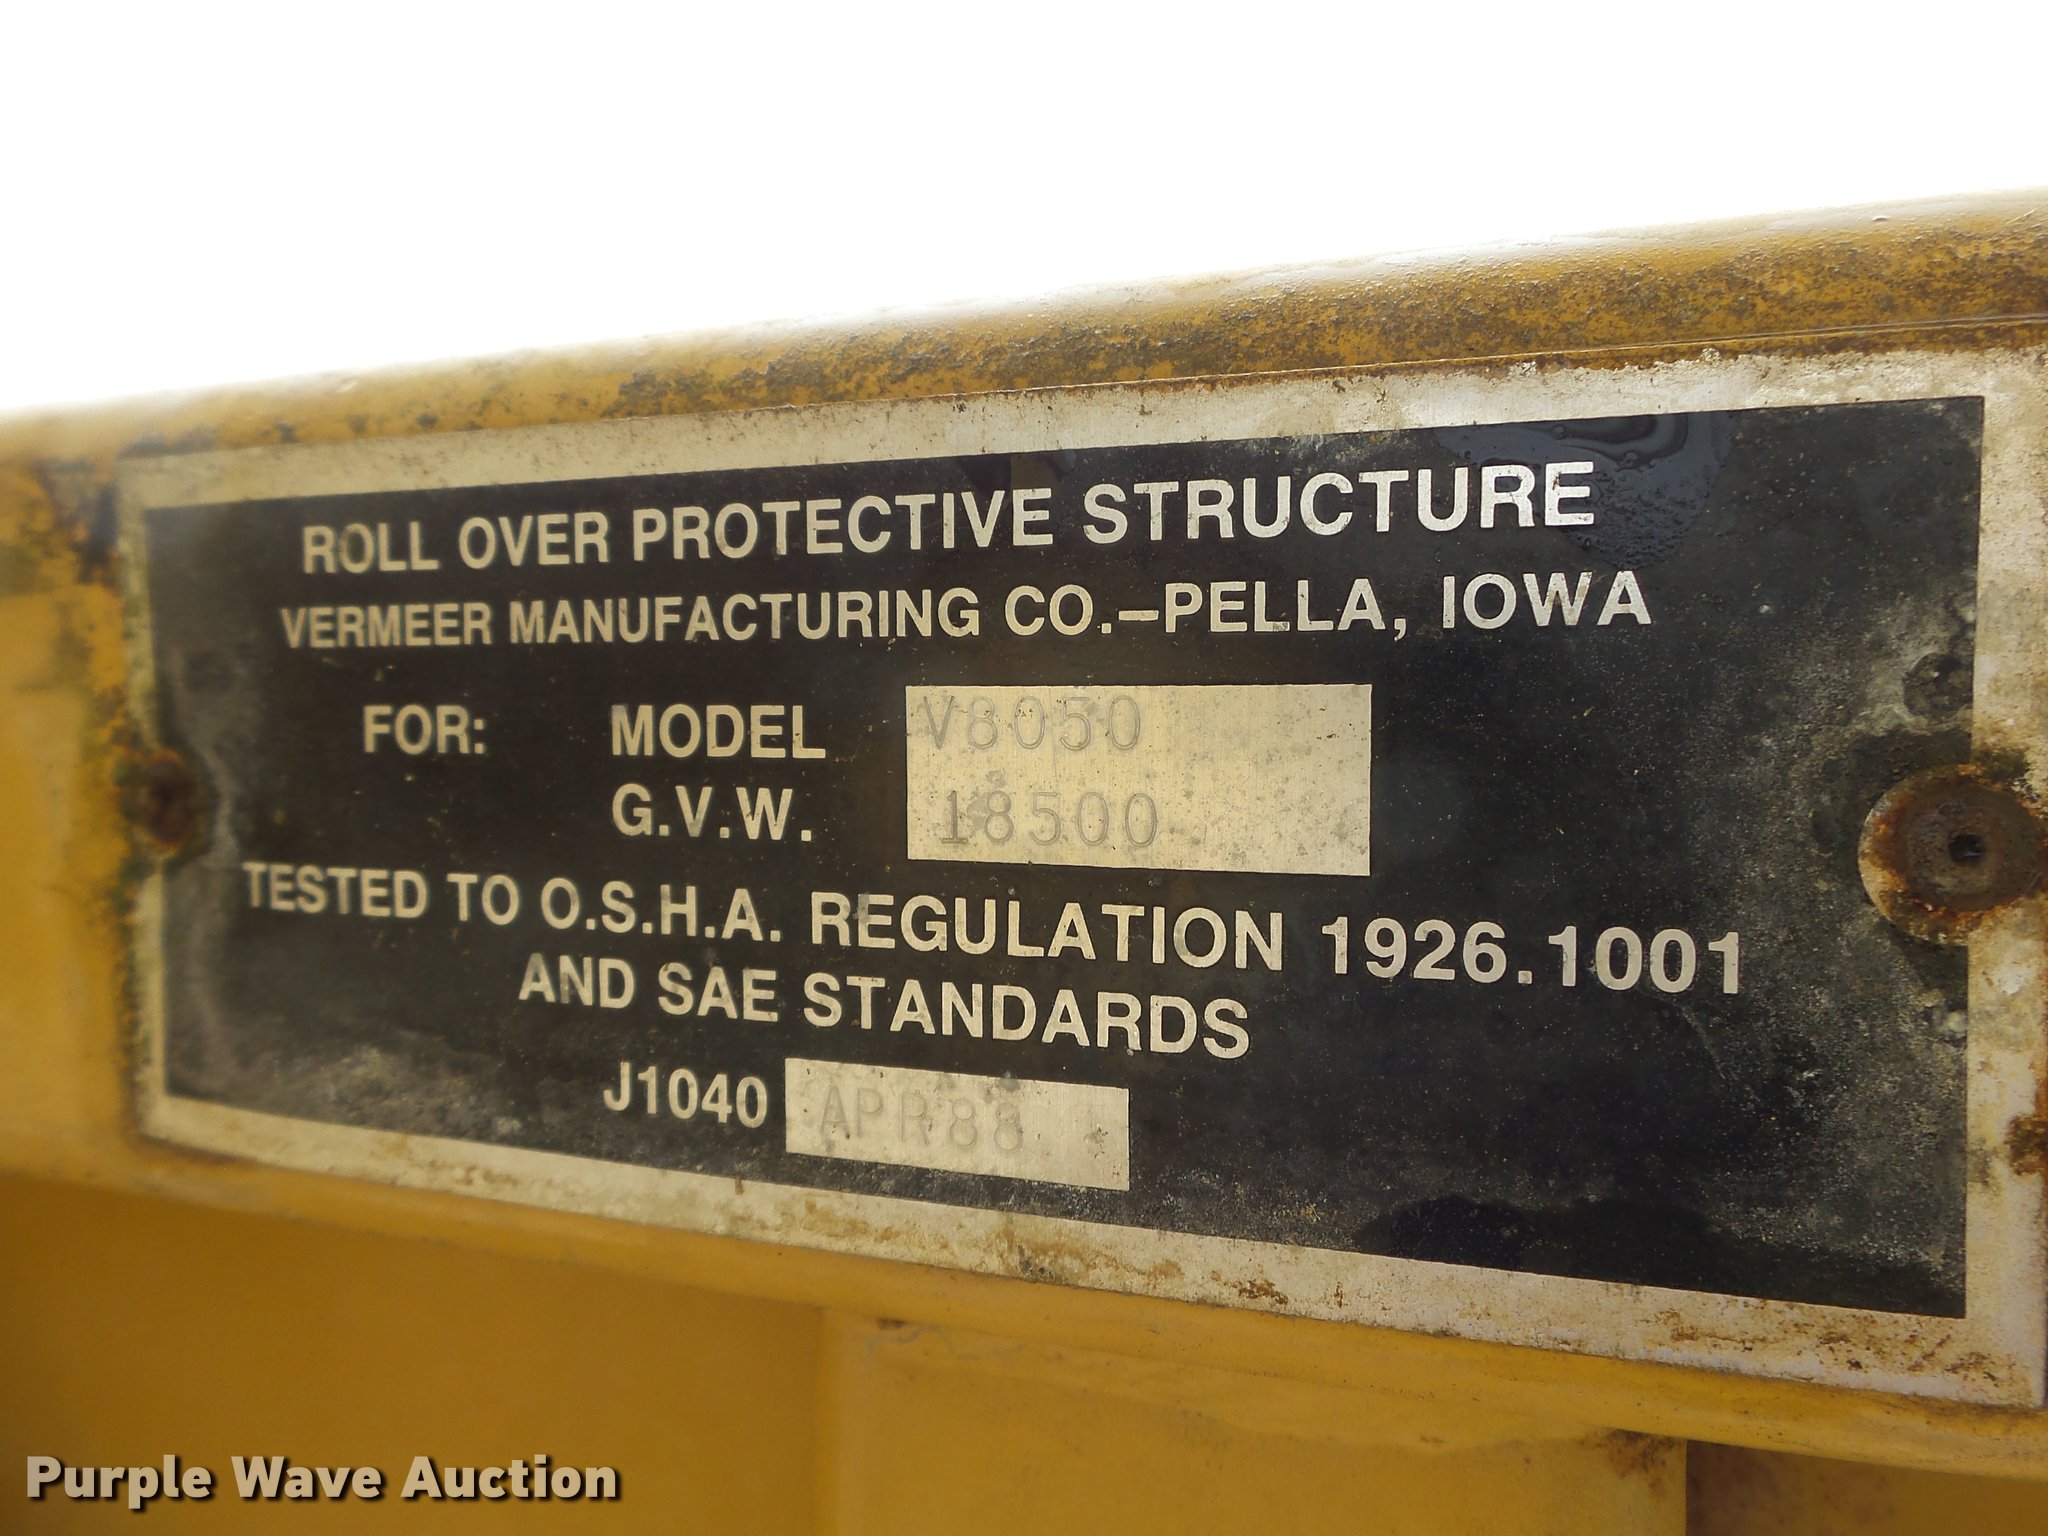 ROLL OVER PROTECTIVE STRUCTURE
VERMEER MANUFACTURING CO.-PELLA, IOWA
FOR: MODEL V8050
G.V.W. 18500
TESTED TO O.S.H.A. REGULATION 1926.1001
AND SAE STANDARDS
J1040 APR88
Purple Wave Auction